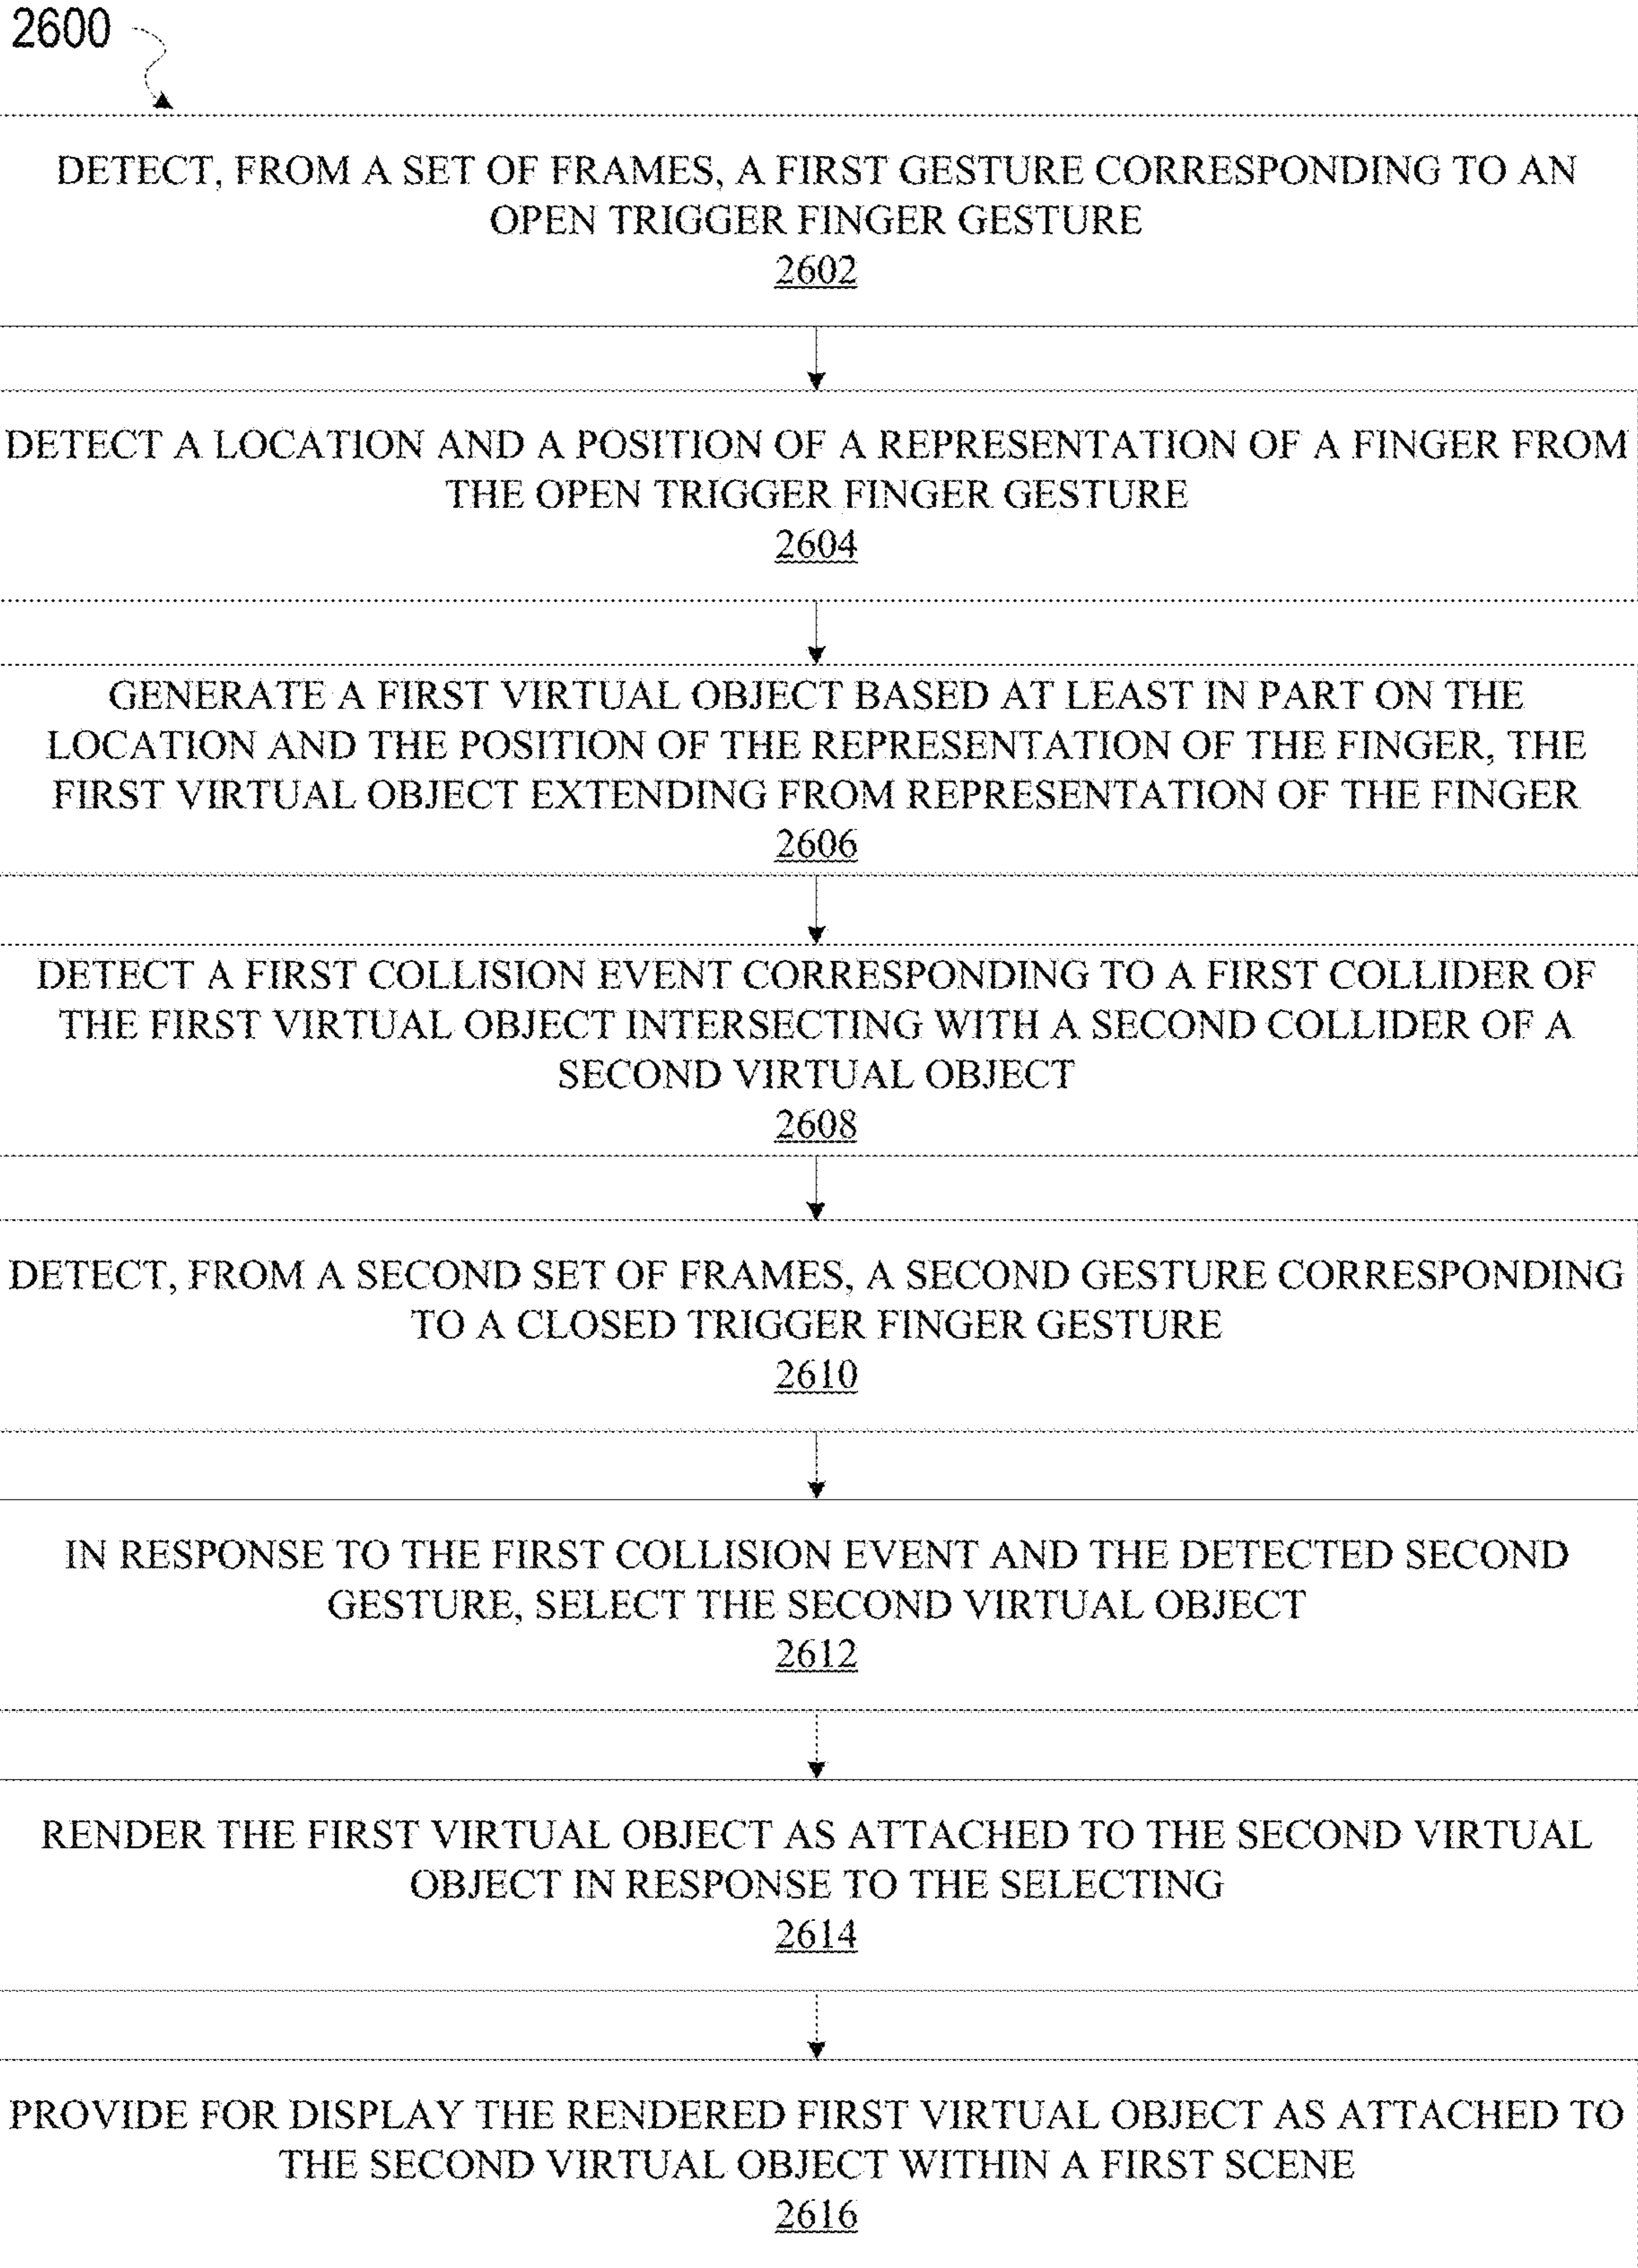 2600
DETECT, FROM A SET OF FRAMES, A FIRST GESTURE CORRESPONDING TO AN
OPEN TRIGGER FINGER GESTURE
2602
DETECT A LOCATION AND A POSITION OF A REPRESENTATION OF A FINGER FROM
THE OPEN TRIGGER FINGER GESTURE
2604
GENERATE A FIRST VIRTUAL OBJECT BASED AT LEAST IN PART ON THE
LOCATION AND THE POSITION OF THE REPRESENTATION OF THE FINGER, THE
FIRST VIRTUAL OBJECT EXTENDING FROM REPRESENTATION OF THE FINGER
2606
DETECT A FIRST COLLISION EVENT CORRESPONDING TO A FIRST COLLIDER OF
THE FIRST VIRTUAL OBJECT INTERSECTING WITH A SECOND COLLIDER OF A
SECOND VIRTUAL OBJECT
2608
DETECT, FROM A SECOND SET OF FRAMES, A SECOND GESTURE CORRESPONDING
TO A CLOSED TRIGGER FINGER GESTURE
2610
IN RESPONSE TO THE FIRST COLLISION EVENT AND THE DETECTED SECOND
GESTURE, SELECT THE SECOND VIRTUAL OBJECT
2612
RENDER THE FIRST VIRTUAL OBJECT AS ATTACHED TO THE SECOND VIRTUAL
OBJECT IN RESPONSE TO THE SELECTING
2614
PROVIDE FOR DISPLAY THE RENDERED FIRST VIRTUAL OBJECT AS ATTACHED TO
THE SECOND VIRTUAL OBJECT WITHIN A FIRST SCENE
2616